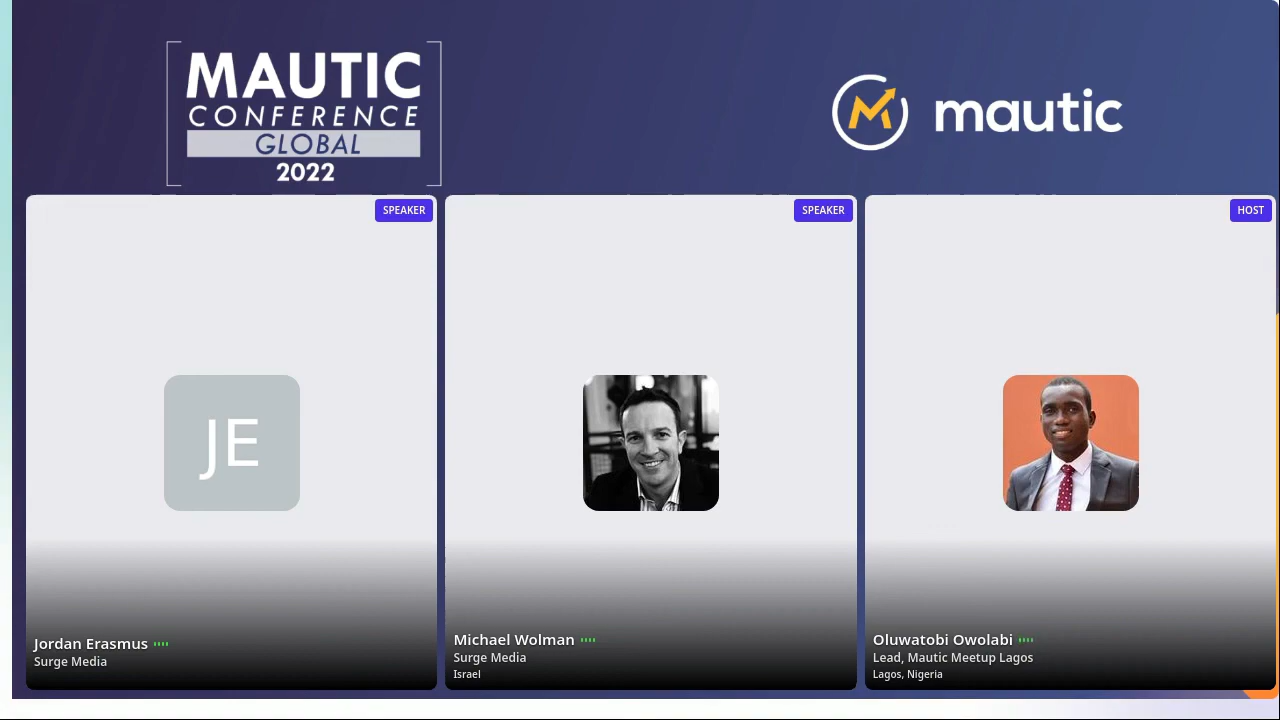 MAUTIC
CONFERENCE
GLOBAL
2022
mautic
SPEAKER
JE
Jordan Erasmus
Surge Media
SPEAKER
Michael Wolman
Surge Media
Israel
HOST
Oluwatobi Owolabi
Lead, Mautic Meetup Lagos
Lagos, Nigeria